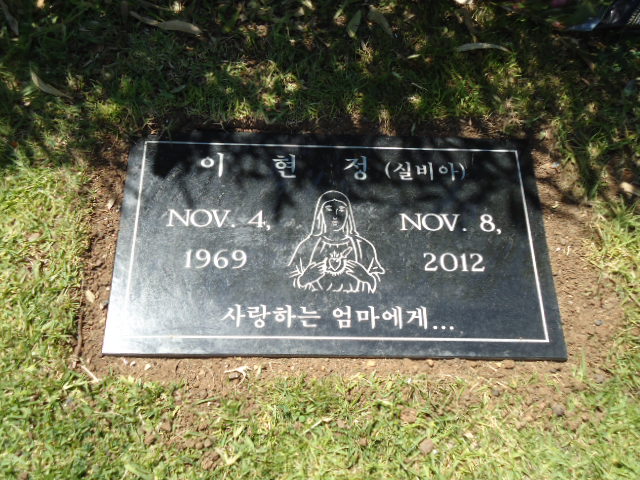 이 현 정 (실비아)
NOV. 4, NOV. 8,
1969 2012
사랑하는 엄마에게...